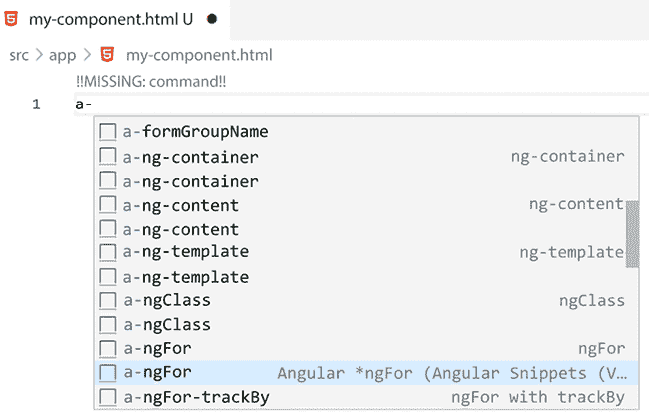 my-component.html U
src > app > my-component.html
!!MISSING: command!!
1 a-
a-formGroupName
a-ng-container ng-container
a-ng-container
a-ng-content ng-content
a-ng-content
a-ng-template ng-template
a-ng-template
a-ngClass ngClass
a-ngClass
a-ngFor ngFor
a-ngFor Angular *ngFor (Angular Snippets (V...
a-ngFor-trackBy ngFor with trackBy